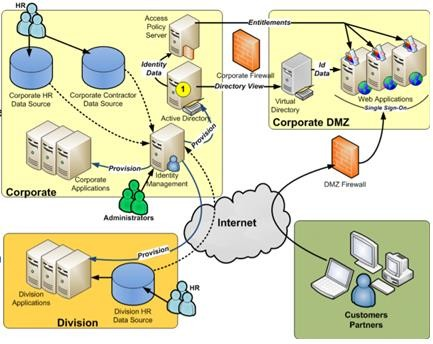 HR
Corporate HR
Data Source
Corporate Contractor
Data Source
Access
Policy
Server
Identity
Data
1
Active Directory
Entitlements
Corporate Firewall
Directory View
Virtual
Directory
Id
Data
Web Applications
Single Sign-On
Corporate DMZ
Provision
Corporate
Applications
Provision
Identity
Management
Corporate
Administrators
DMZ Firewall
Internet
Provision
Division
Applications
Division HR
Data Source
HR
Division
Customers
Partners